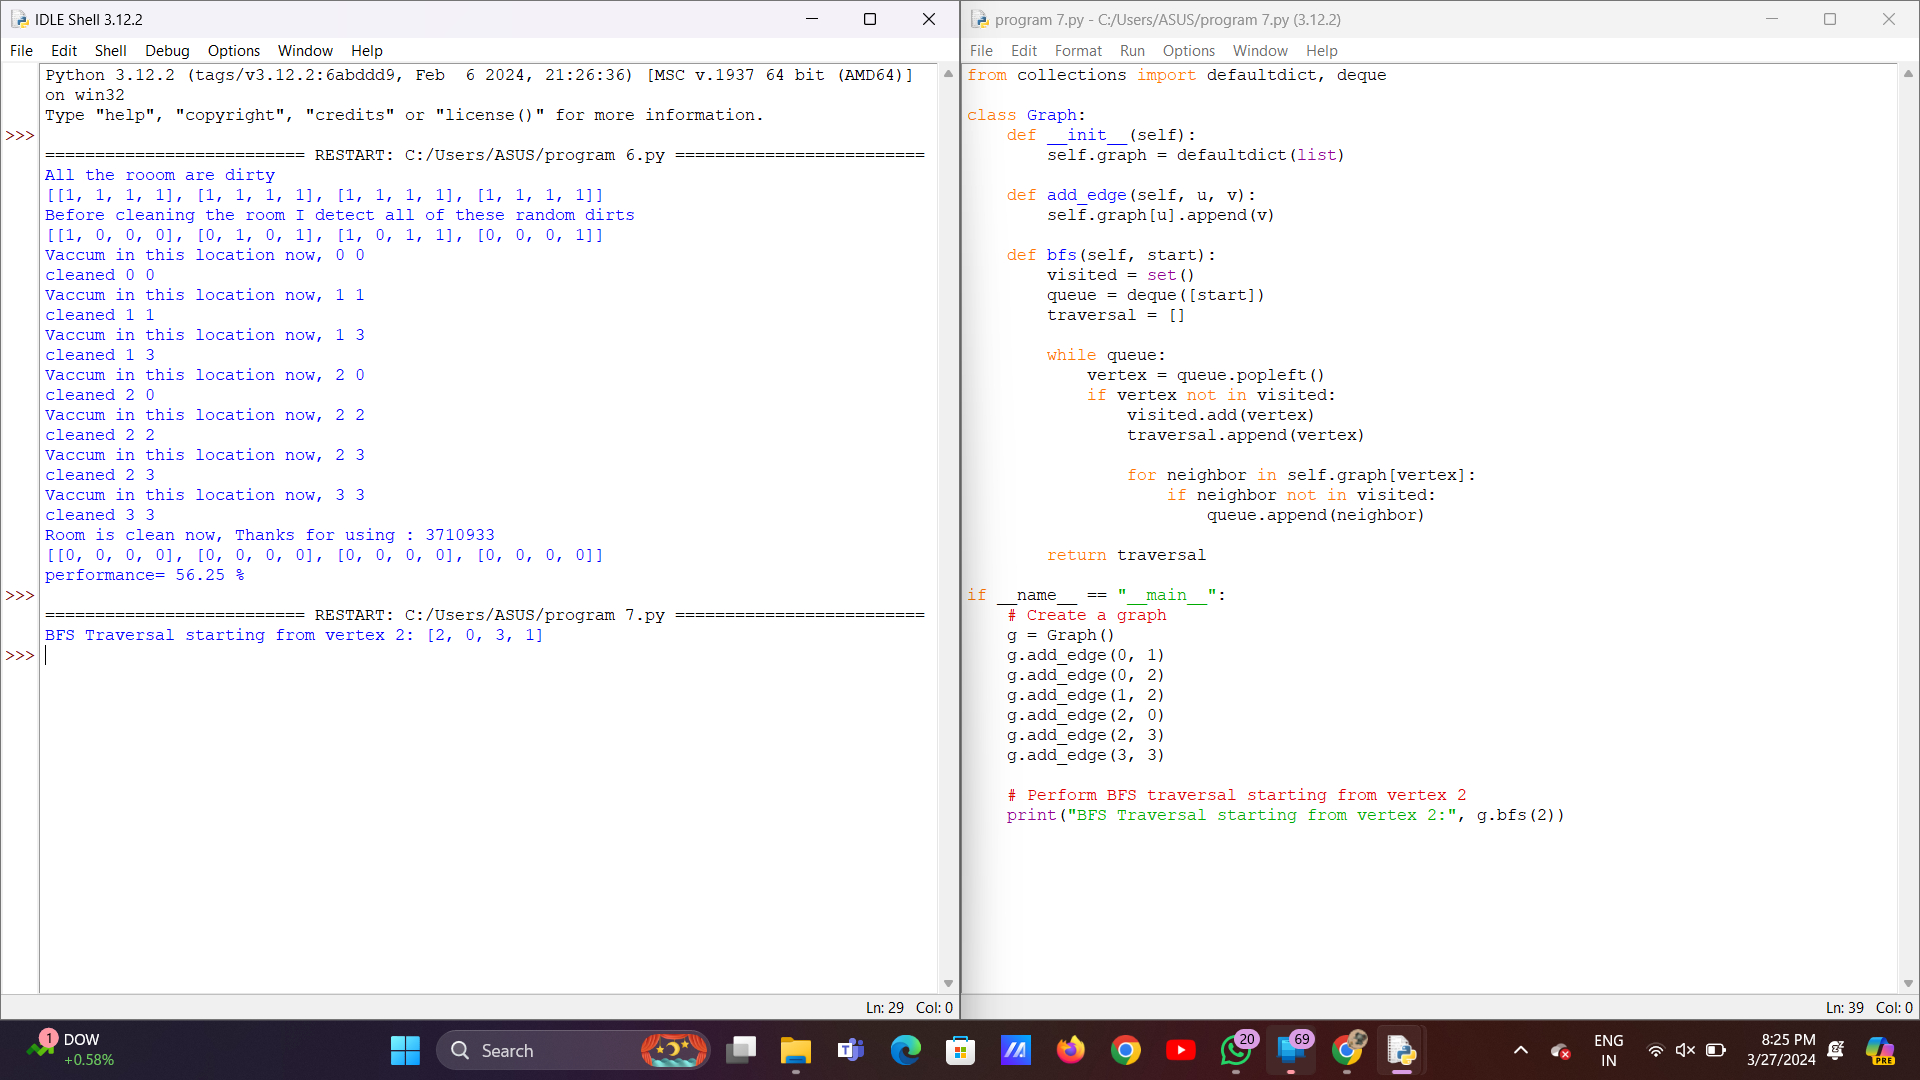 IDLE Shell 3.12.2
File Edit Shell Debug Options Window Help
Python 3.12.2 (tags/v3.12.2:6abddd9, Feb  6 2024, 21:26:36) [MSC v.1937 64 bit (AMD64)]
on win32
Type "help", "copyright", "credits" or "license()" for more information.
>>>
========================== RESTART: C:/Users/ASUS/program 6.py =========================
All the rooom are dirty
[[1, 1, 1, 1], [1, 1, 1, 1], [1, 1, 1, 1], [1, 1, 1, 1]]
Before cleaning the room I detect all of these random dirts
[[1, 0, 0, 0], [0, 1, 0, 1], [1, 0, 1, 1], [0, 0, 0, 1]]
Vaccum in this location now, 0 0
cleaned 0 0
Vaccum in this location now, 1 1
cleaned 1 1
Vaccum in this location now, 1 3
cleaned 1 3
Vaccum in this location now, 2 0
cleaned 2 0
Vaccum in this location now, 2 2
cleaned 2 2
Vaccum in this location now, 2 3
cleaned 2 3
Vaccum in this location now, 3 3
cleaned 3 3
Room is clean now, Thanks for using : 3710933
[[0, 0, 0, 0], [0, 0, 0, 0], [0, 0, 0, 0], [0, 0, 0, 0]]
performance= 56.25 %
>>>
========================== RESTART: C:/Users/ASUS/program 7.py =========================
BFS Traversal starting from vertex 2: [2, 0, 3, 1]
>>>
Ln: 29 Col: 0
program 7.py - C:/Users/ASUS/program 7.py (3.12.2)
File Edit Format Run Options Window Help
from collections import defaultdict, deque
class Graph:
    def __init__(self):
        self.graph = defaultdict(list)
    def add_edge(self, u, v):
        self.graph[u].append(v)
    def bfs(self, start):
        visited = set()
        queue = deque([start])
        traversal = []
        while queue:
            vertex = queue.popleft()
            if vertex not in visited:
                visited.add(vertex)
                traversal.append(vertex)
                for neighbor in self.graph[vertex]:
                    if neighbor not in visited:
                        queue.append(neighbor)
        return traversal
if __name__ == "__main__":
    # Create a graph
    g = Graph()
    g.add_edge(0, 1)
    g.add_edge(0, 2)
    g.add_edge(1, 2)
    g.add_edge(2, 0)
    g.add_edge(2, 3)
    g.add_edge(3, 3)
    # Perform BFS traversal starting from vertex 2
    print("BFS Traversal starting from vertex 2:", g.bfs(2))
Ln: 39 Col: 0
1 DOW
+0.58%
Search
20
69
ENG
IN
8:25 PM
3/27/2024
PRE